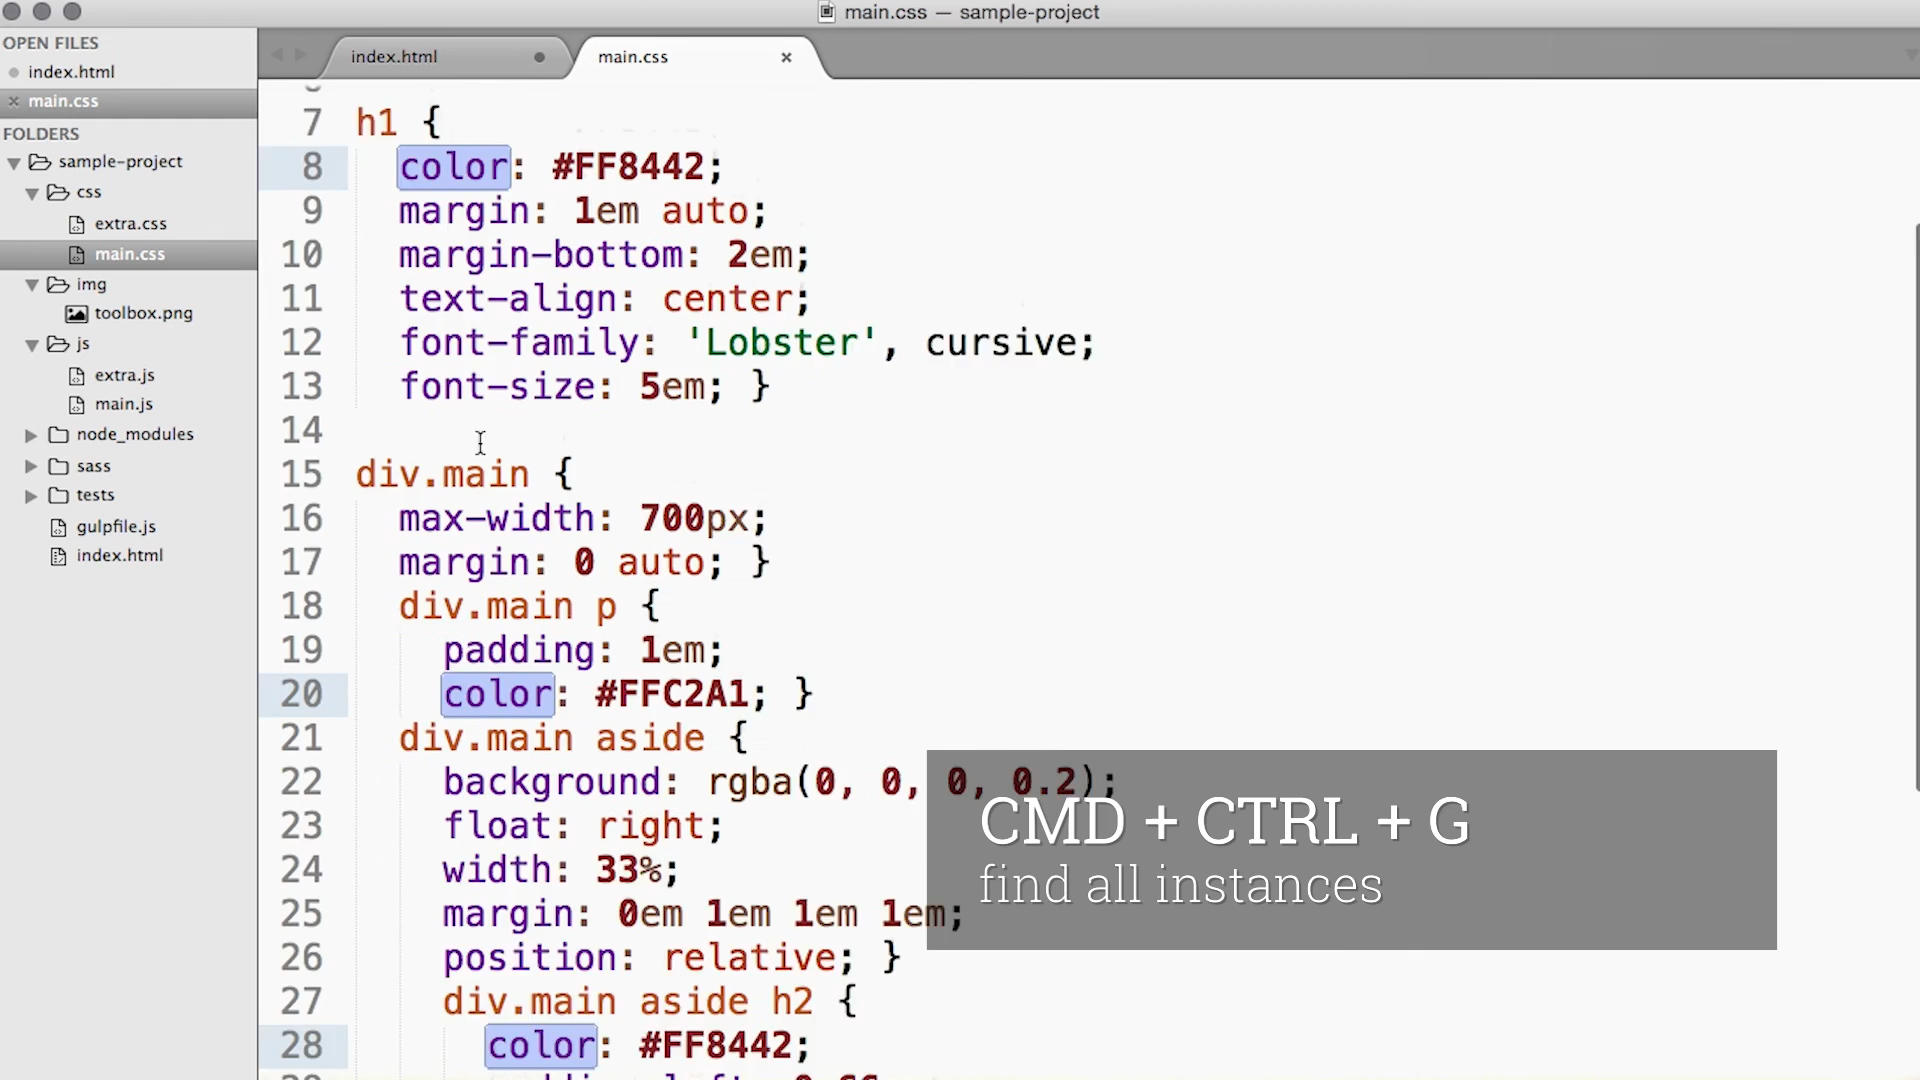 main.css — sample-project
OPEN FILES
index.html
main.css
FOLDERS
sample-project
css
extra.css
main.css
img
toolbox.png
js
extra.js
main.js
node_modules
sass
tests
gulpfile.js
index.html
index.html
main.css
7 h1 {
8 color: #FF8442;
9 margin: 1em auto;
10 margin-bottom: 2em;
11 text-align: center;
12 font-family: 'Lobster', cursive;
13 font-size: 5em; }
14
15 div.main {
16 max-width: 700px;
17 margin: 0 auto; }
18 div.main p {
19 padding: 1em;
20 color: #FFC2A1; }
21 div.main aside {
22 background: rgba(0, 0, 0, 0.2);
23 float: right;
24 width: 33%;
25 margin: 0em 1em 1em 1em;
26 position: relative; }
27 div.main aside h2 {
28 color: #FF8442;
CMD + CTRL + G
find all instances